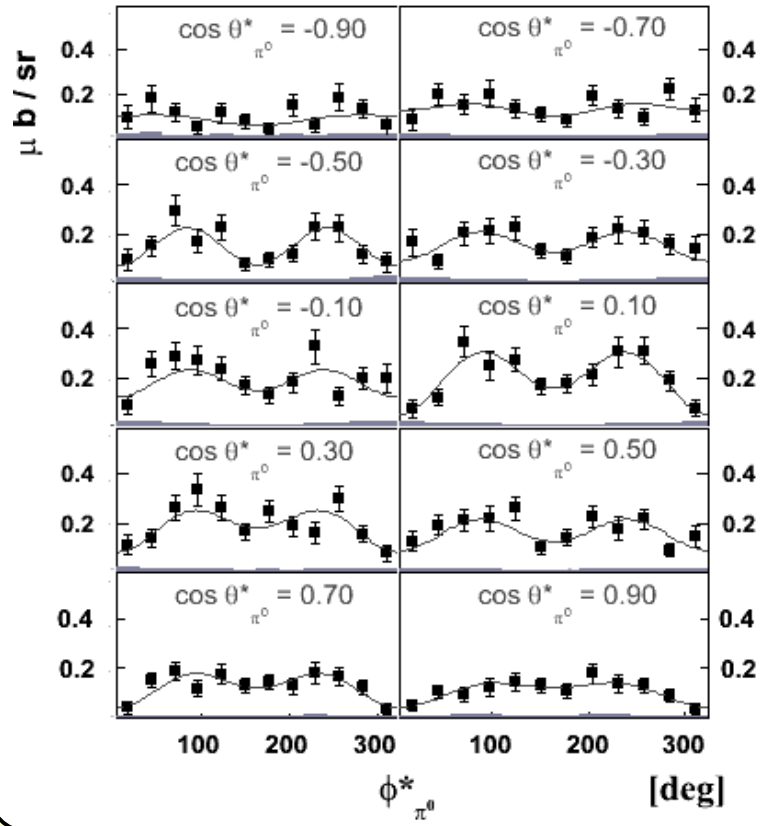 μ b / sr
cos θ*π⁰ = -0.90
cos θ*π⁰ = -0.70
0.4
0.4
0.2
0.2
cos θ*π⁰ = -0.50
cos θ*π⁰ = -0.30
0.4
0.4
0.2
0.2
cos θ*π⁰ = -0.10
cos θ*π⁰ = 0.10
0.4
0.4
0.2
0.2
cos θ*π⁰ = 0.30
cos θ*π⁰ = 0.50
0.4
0.4
0.2
0.2
cos θ*π⁰ = 0.70
cos θ*π⁰ = 0.90
0.4
0.4
0.2
0.2
100 200 300 100 200 300
ϕ*π⁰ [deg]